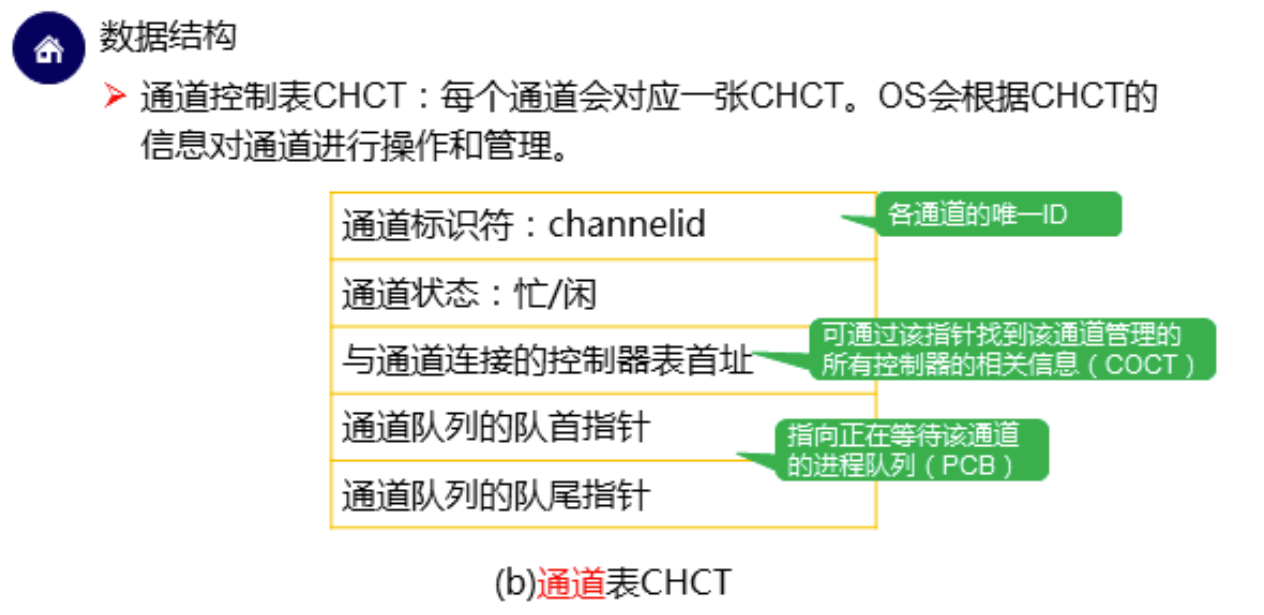 数据结构
通道控制表CHCT：每个通道会对应一张CHCT。OS会根据CHCT的
信息对通道进行操作和管理。
通道标识符：channelid
各通道的唯一ID
通道状态：忙/闲
与通道连接的控制器表首址
可通过该指针找到该通道管理的
所有控制器的相关信息（COCT）
通道队列的队首指针
指向正在等待该通道
的进程队列（PCB）
通道队列的队尾指针
(b)通道表CHCT